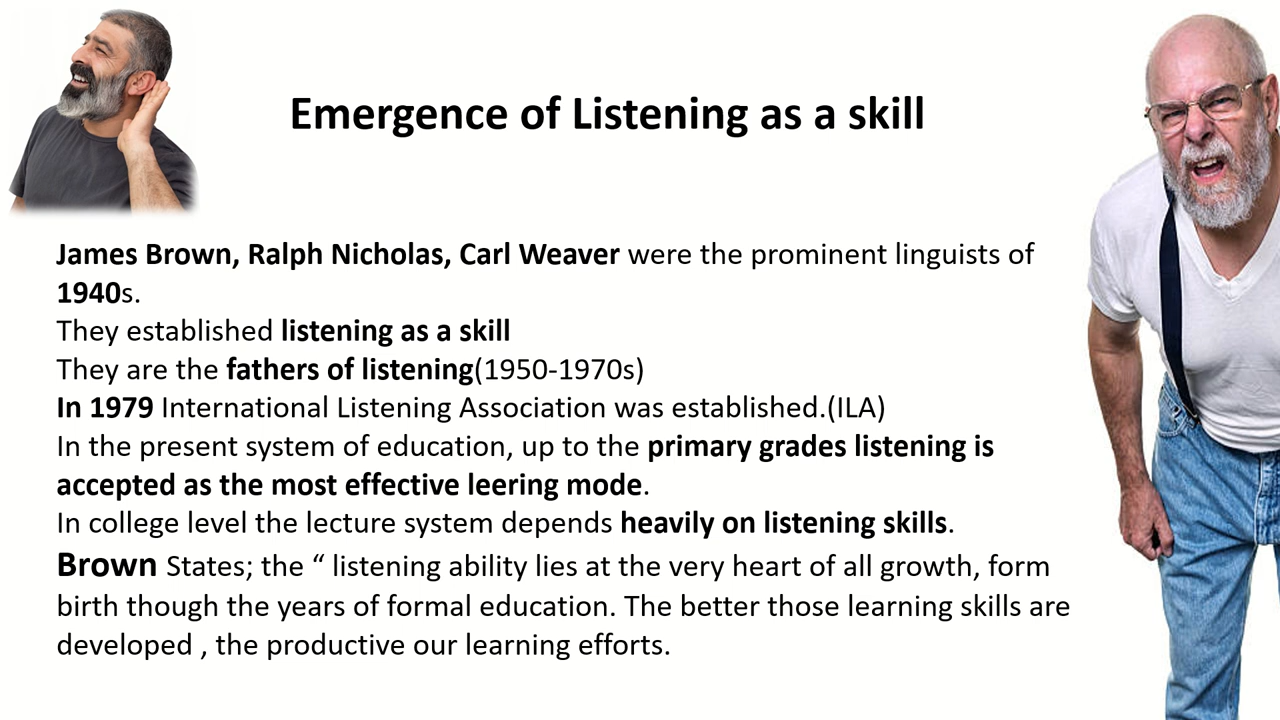 Emergence of Listening as a skill
James Brown, Ralph Nicholas, Carl Weaver were the prominent linguists of
1940s.
They established listening as a skill
They are the fathers of listening(1950-1970s)
In 1979 International Listening Association was established.(ILA)
In the present system of education, up to the primary grades listening is
accepted as the most effective leering mode.
In college level the lecture system depends heavily on listening skills.
Brown States; the “ listening ability lies at the very heart of all growth, form
birth though the years of formal education. The better those learning skills are
developed , the productive our learning efforts.